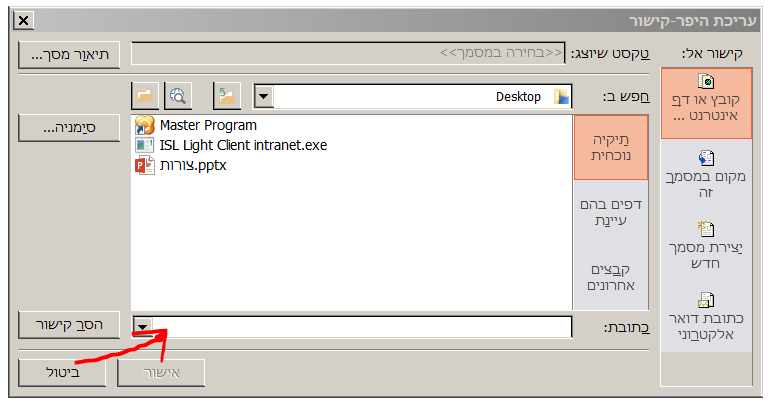 עריכת היפר-קישור
קישור אל:
טקסט שיוצג:
<<בחירה במסמך>>
תיאור מסך...
קובץ או דף
אינטרנט ...
מקום במסמך
זה
יצירת מסמך
חדש
כתובת דואר
אלקטרוני
חפש ב:
Desktop
תיקיה
נוכחית
דפים בהם
עיינת
קבצים
אחרונים
Master Program
ISL Light Client intranet.exe
צורות.pptx
סימניה...
כתובת:
הסר קישור
אישור
ביטול